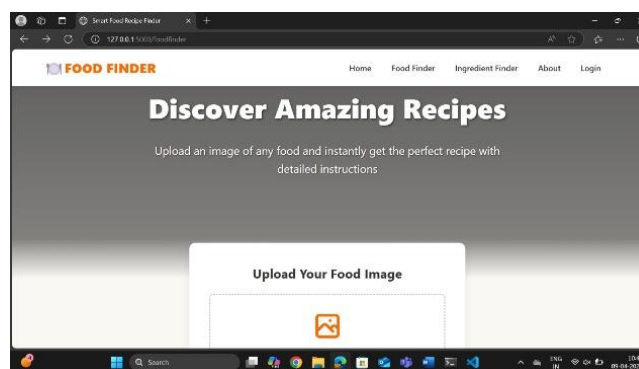 Smart Food Recipe Finder
127.0.0.1:5000/foodfinder
FOOD FINDER
Home Food Finder Ingredient Finder About Login
Discover Amazing Recipes
Upload an image of any food and instantly get the perfect recipe with
detailed instructions
Upload Your Food Image
Search
ENG
IN